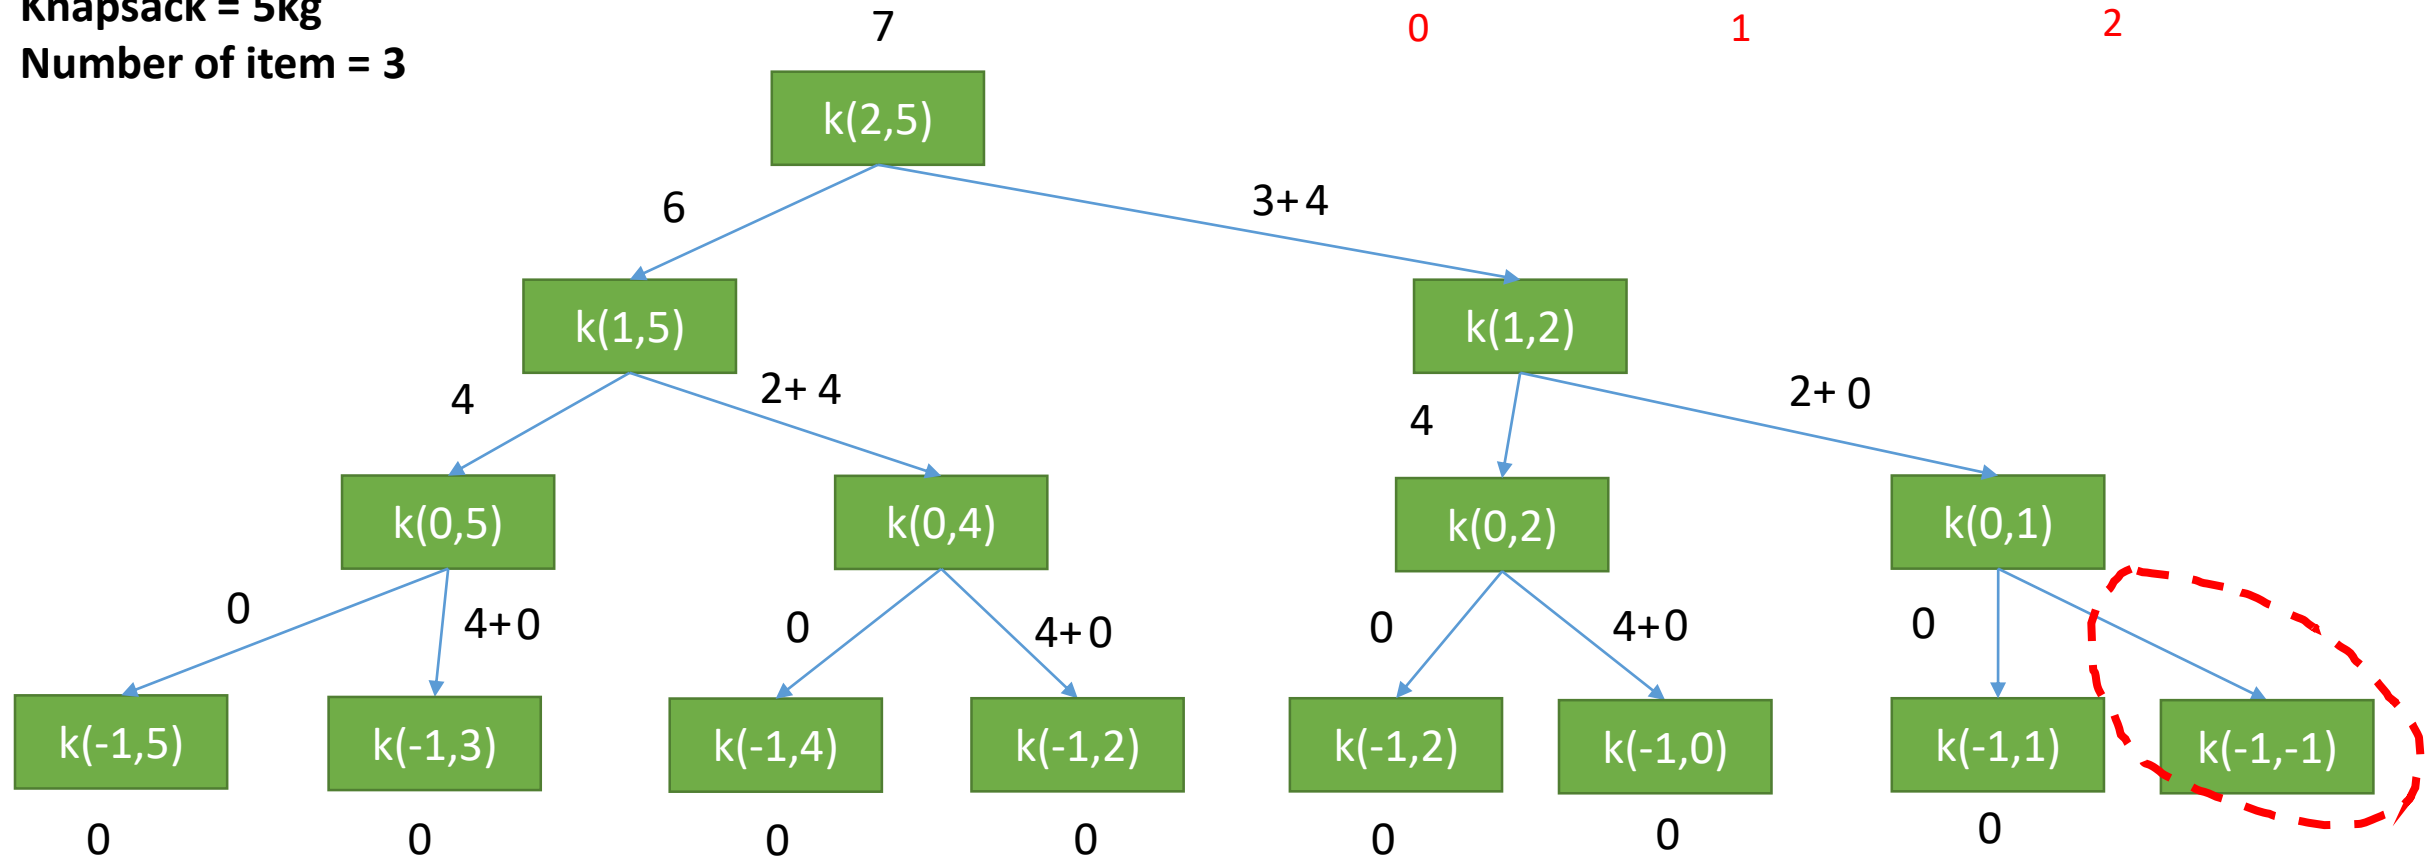 Knapsack = 5kg
Number of item = 3
7
0
1
2
k(2,5)
6
3+ 4
k(1,5)
k(1,2)
4
2+ 4
4
2+ 0
k(0,5)
k(0,4)
k(0,2)
k(0,1)
0
4+0
0
4+0
0
4+0
0
k(-1,5)
k(-1,3)
k(-1,4)
k(-1,2)
k(-1,2)
k(-1,0)
k(-1,1)
k(-1,-1)
0
0
0
0
0
0
0